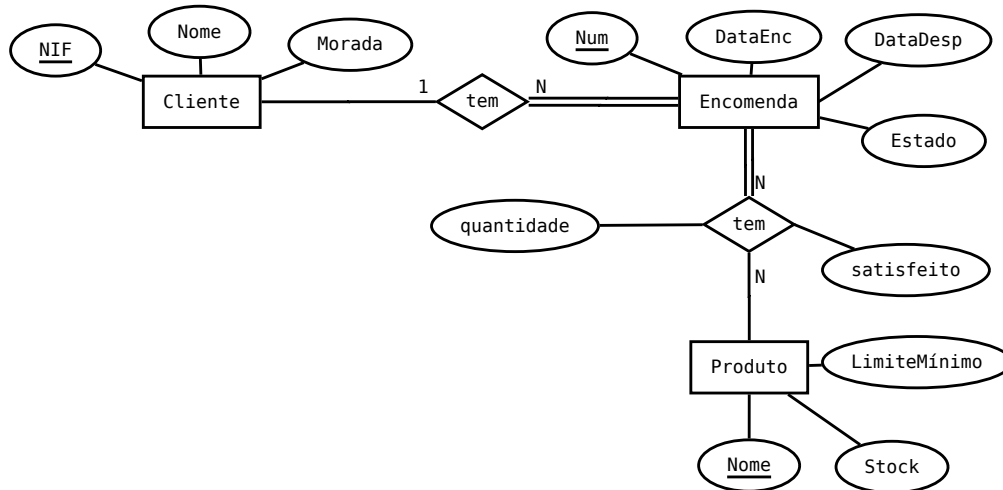 NIF
Nome
Morada
Cliente
1
tem
N
Num
DataEnc
DataDesp
Encomenda
Estado
N
quantidade
tem
satisfeito
N
Produto
LimiteMínimo
Nome
Stock